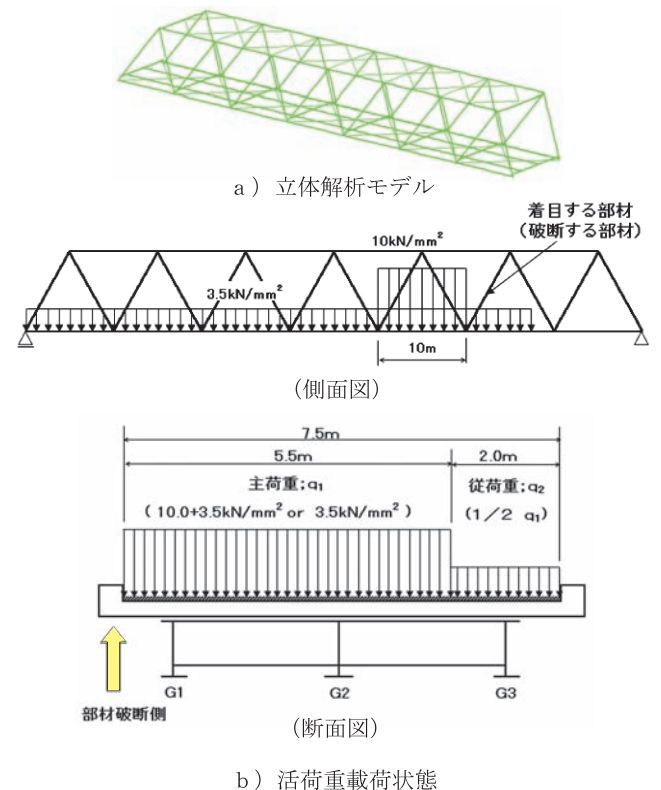 a）立体解析モデル
着目する部材
（破断する部材）
10kN/mm²
3.5kN/mm²
10m
（側面図）
7.5m
5.5m
2.0m
主荷重;q₁
従荷重;q₂
( 10.0+3.5kN/mm² or 3.5kN/mm² )
(1／2 q₁)
G1
G2
G3
部材破断側
（断面図）
b）活荷重載荷状態